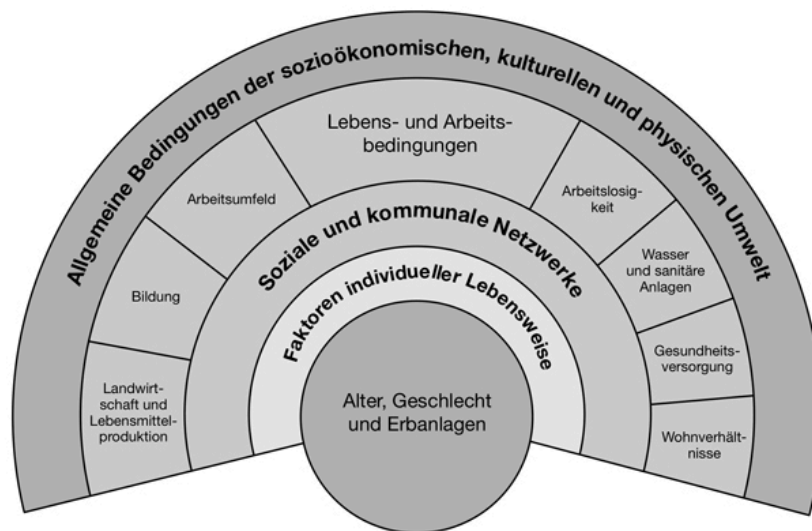 Allgemeine Bedingungen der sozioökonomischen, kulturellen und physischen Umwelt
Lebens- und Arbeits-
bedingungen
Arbeitsumfeld
Bildung
Landwirt-
schaft und
Lebensmittel-
produktion
Arbeitslosig-
keit
Wasser
und sanitäre
Anlagen
Gesundheits-
versorgung
Wohnverhält-
nisse
Soziale und kommunale Netzwerke
Faktoren individueller Lebensweise
Alter, Geschlecht
und Erbanlagen